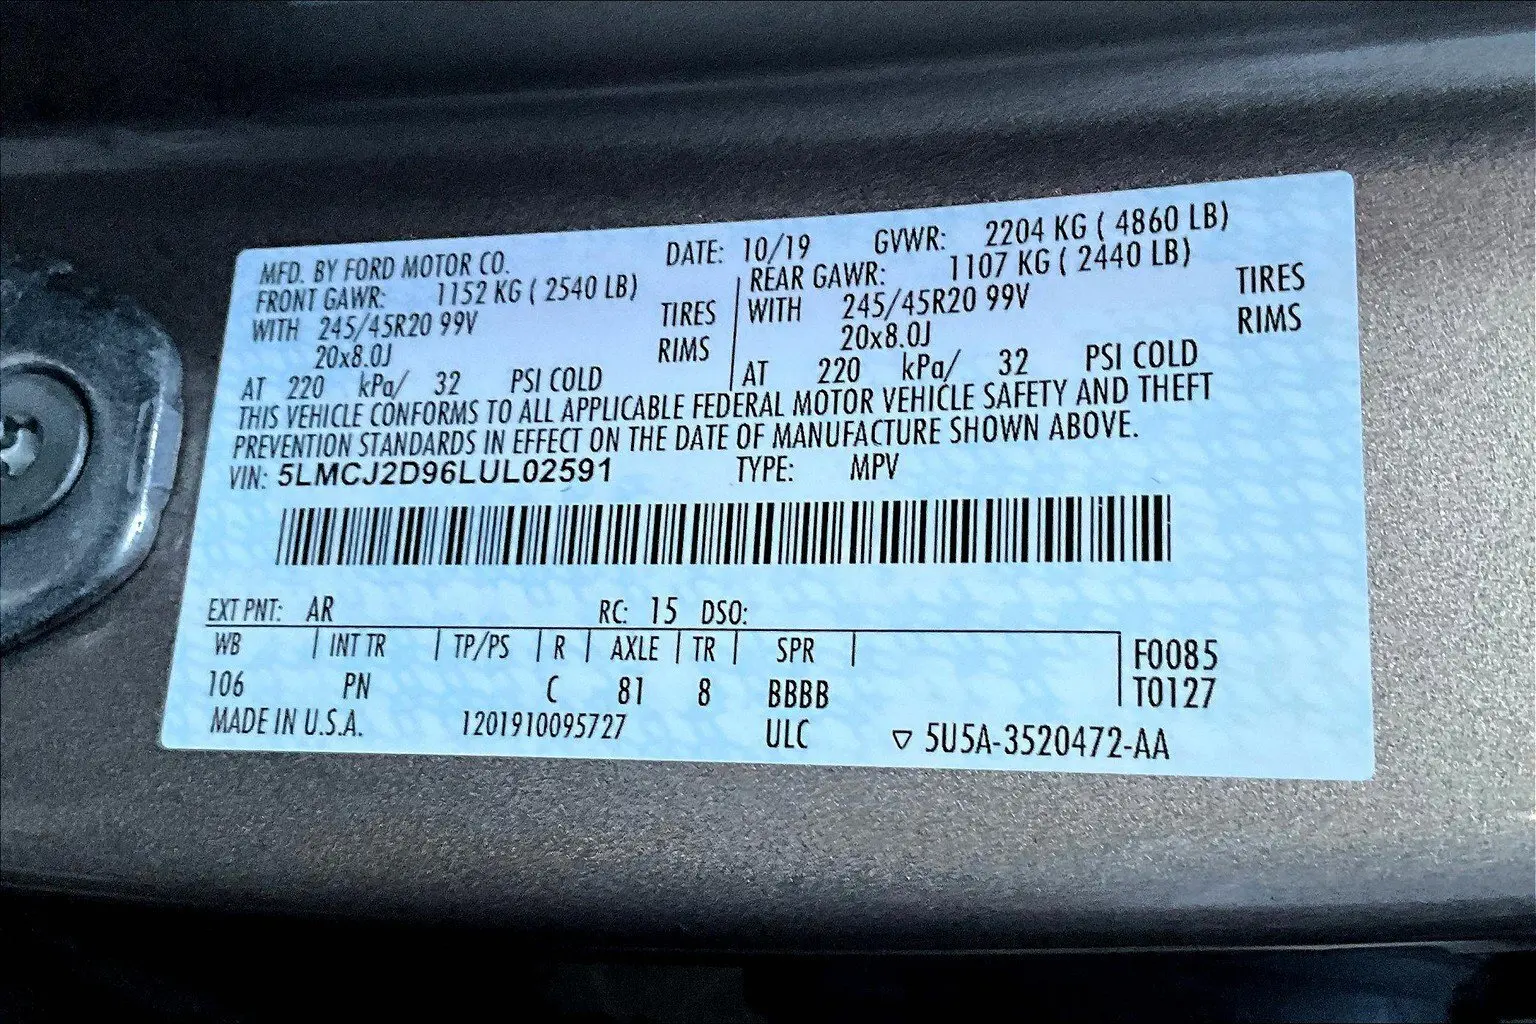 MFD. BY FORD MOTOR CO. DATE: 10/19 GVWR: 2204 KG ( 4860 LB)
FRONT GAWR: 1152 KG ( 2540 LB) REAR GAWR: 1107 KG ( 2440 LB)
WITH 245/45R20 99V TIRES WITH 245/45R20 99V TIRES
20x8.0J RIMS 20x8.0J RIMS
AT 220 kPa/ 32 PSI COLD AT 220 kPa/ 32 PSI COLD
THIS VEHICLE CONFORMS TO ALL APPLICABLE FEDERAL MOTOR VEHICLE SAFETY AND THEFT
PREVENTION STANDARDS IN EFFECT ON THE DATE OF MANUFACTURE SHOWN ABOVE.
VIN: 5LMCJ2D96LUL02591 TYPE: MPV
EXT PNT: AR RC: 15 DSO:
WB | INT TR | TP/PS | R | AXLE | TR | SPR | F0085
106 PN C 81 8 BBBB T0127
MADE IN U.S.A. 1201910095727 ULC ▽ 5U5A-3520472-AA